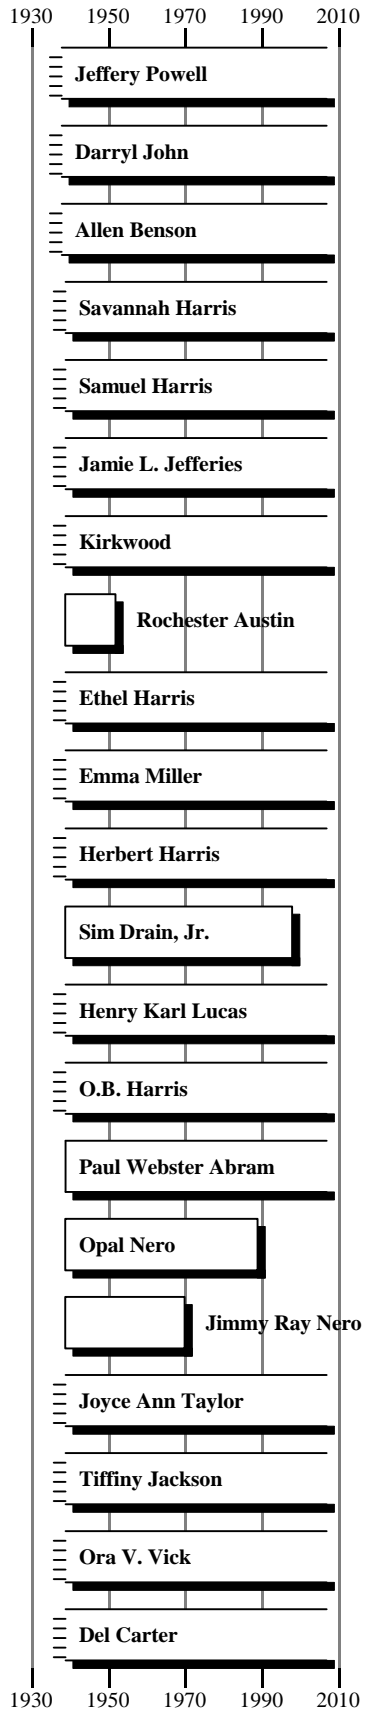 1930 1950 1970 1990 2010
Jeffery Powell
Darryl John
Allen Benson
Savannah Harris
Samuel Harris
Jamie L. Jefferies
Kirkwood
Rochester Austin
Ethel Harris
Emma Miller
Herbert Harris
Sim Drain, Jr.
Henry Karl Lucas
O.B. Harris
Paul Webster Abram
Opal Nero
Jimmy Ray Nero
Joyce Ann Taylor
Tiffiny Jackson
Ora V. Vick
Del Carter
1930 1950 1970 1990 2010